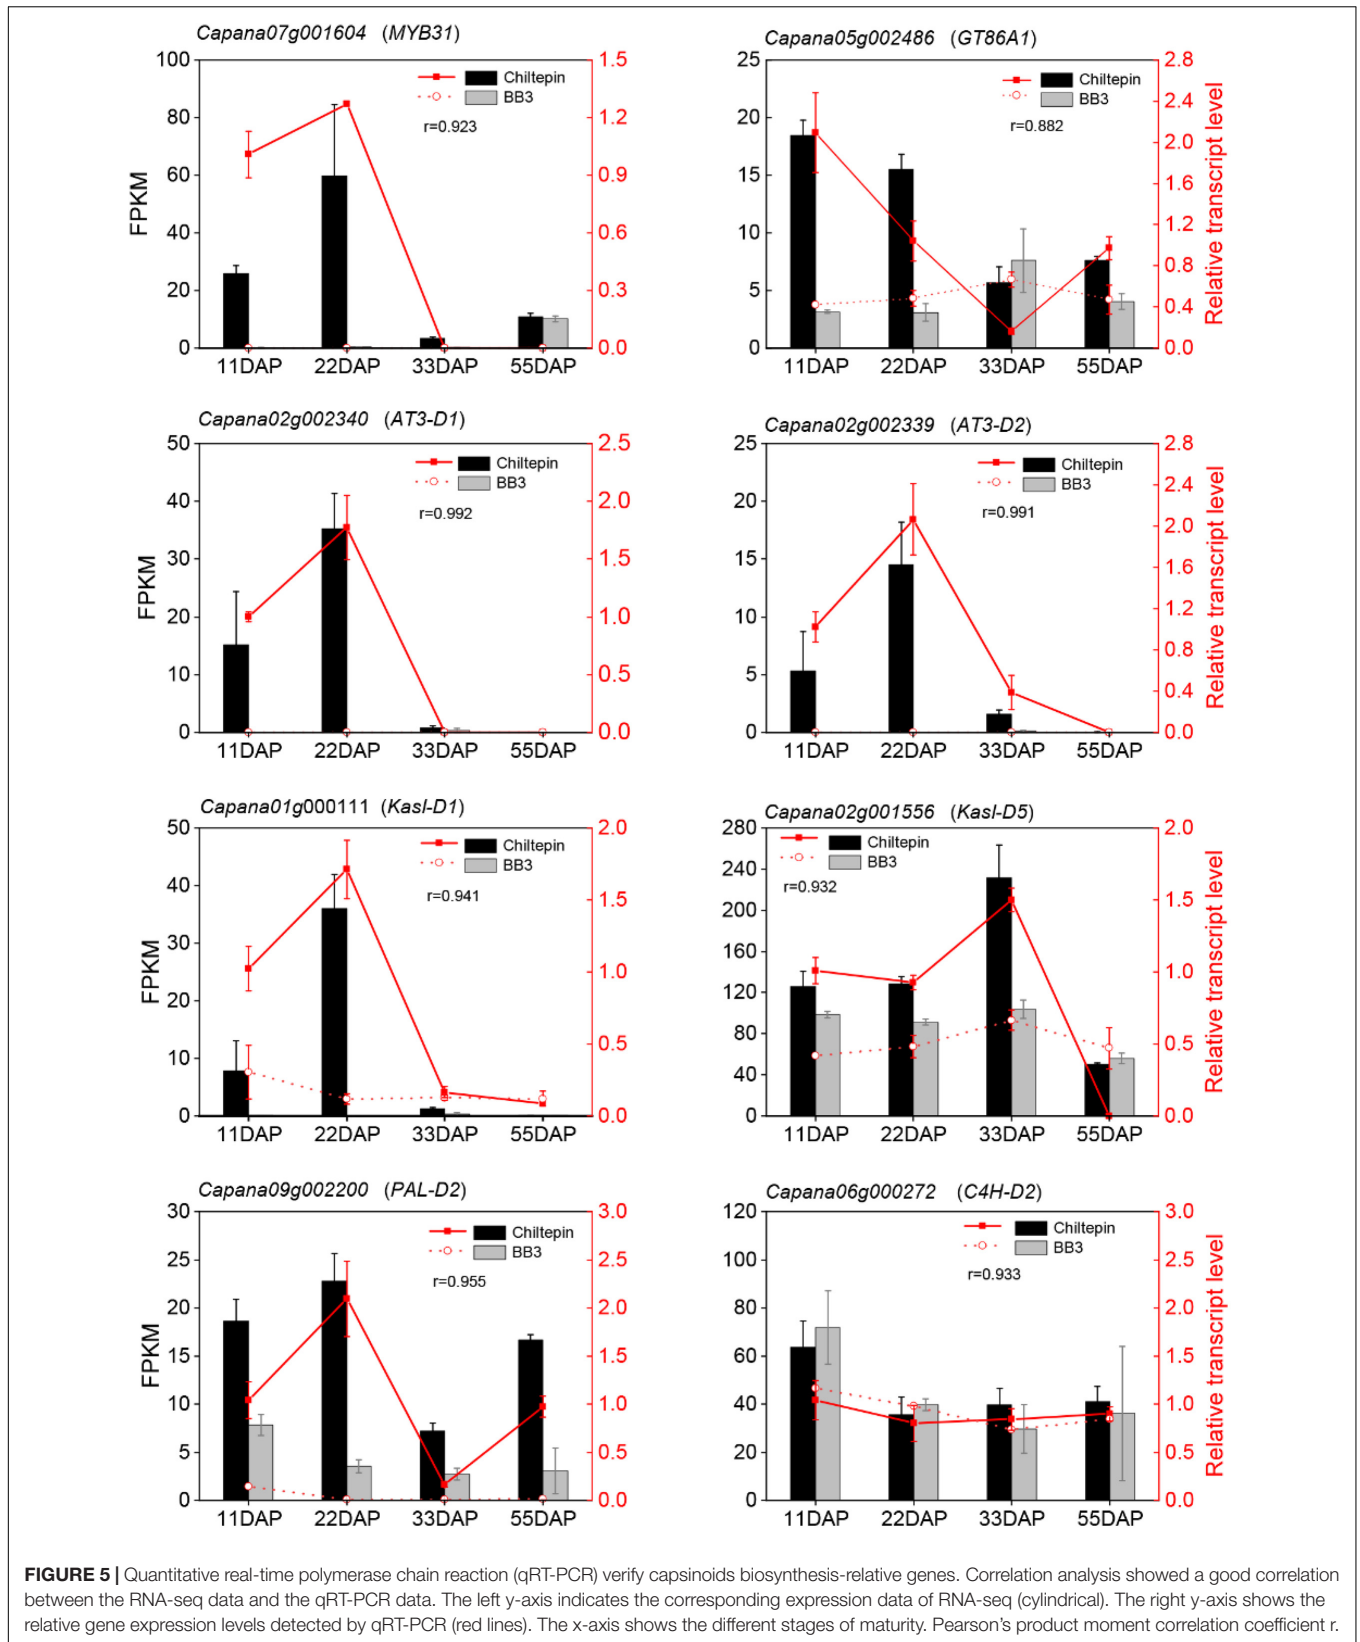 Capana07g001604 (MYB31)
100
80
60
40
20
0
FPKM
1.5
1.2
0.9
0.6
0.3
0.0
Chiltepin
BB3
r=0.923
11DAP 22DAP 33DAP 55DAP
Capana05g002486 (GT86A1)
25
20
15
10
5
0
2.8
2.4
2.0
1.6
1.2
0.8
0.4
0.0
Relative transcript level
Chiltepin
BB3
r=0.882
11DAP 22DAP 33DAP 55DAP
Capana02g002340 (AT3-D1)
50
40
30
20
10
0
FPKM
2.5
2.0
1.5
1.0
0.5
0.0
Chiltepin
BB3
r=0.992
11DAP 22DAP 33DAP 55DAP
Capana02g002339 (AT3-D2)
25
20
15
10
5
0
2.8
2.4
2.0
1.6
1.2
0.8
0.4
0.0
Relative transcript level
Chiltepin
BB3
r=0.991
11DAP 22DAP 33DAP 55DAP
Capana01g000111 (KasI-D1)
50
40
30
20
10
0
FPKM
2.0
1.5
1.0
0.5
0.0
Chiltepin
BB3
r=0.941
11DAP 22DAP 33DAP 55DAP
Capana02g001556 (KasI-D5)
280
240
200
160
120
80
40
0
2.0
1.5
1.0
0.5
0.0
Relative transcript level
Chiltepin
BB3
r=0.932
11DAP 22DAP 33DAP 55DAP
Capana09g002200 (PAL-D2)
30
25
20
15
10
5
0
FPKM
3.0
2.5
2.0
1.5
1.0
0.5
0.0
Chiltepin
BB3
r=0.955
11DAP 22DAP 33DAP 55DAP
Capana06g000272 (C4H-D2)
120
100
80
60
40
20
0
3.0
2.5
2.0
1.5
1.0
0.5
0.0
Relative transcript level
Chiltepin
BB3
r=0.933
11DAP 22DAP 33DAP 55DAP
FIGURE 5 | Quantitative real-time polymerase chain reaction (qRT-PCR) verify capsinoids biosynthesis-relative genes. Correlation analysis showed a good correlation
between the RNA-seq data and the qRT-PCR data. The left y-axis indicates the corresponding expression data of RNA-seq (cylindrical). The right y-axis shows the
relative gene expression levels detected by qRT-PCR (red lines). The x-axis shows the different stages of maturity. Pearson's product moment correlation coefficient r.